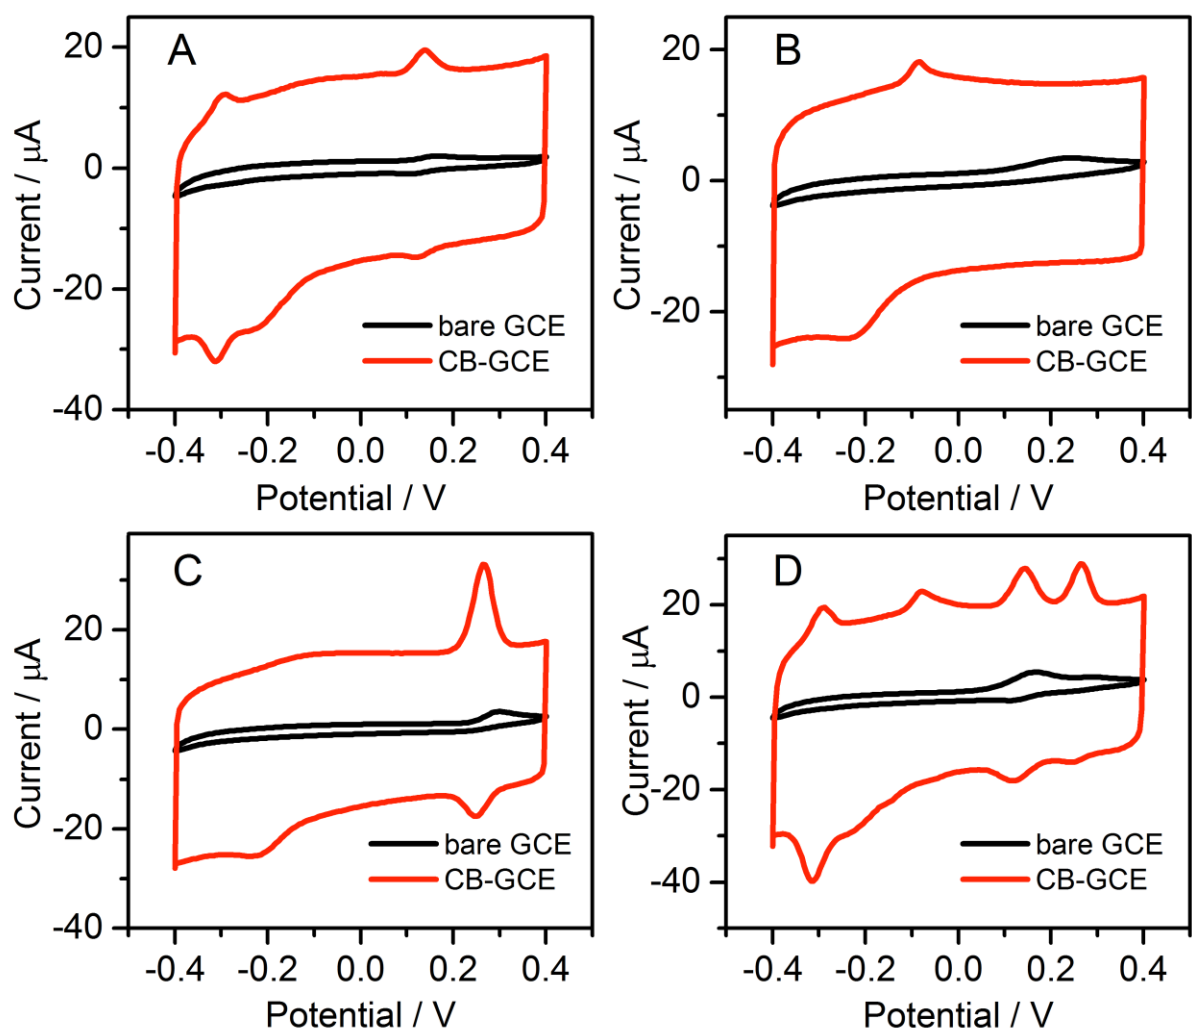 A
20
0
-20
-40
Current / μA
bare GCE
CB-GCE
-0.4 -0.2 0.0 0.2 0.4
Potential / V
B
20
0
-20
Current / μA
bare GCE
CB-GCE
-0.4 -0.2 0.0 0.2 0.4
Potential / V
C
20
0
-20
-40
Current / μA
bare GCE
CB-GCE
-0.4 -0.2 0.0 0.2 0.4
Potential / V
D
20
0
-20
-40
Current / μA
bare GCE
CB-GCE
-0.4 -0.2 0.0 0.2 0.4
Potential / V